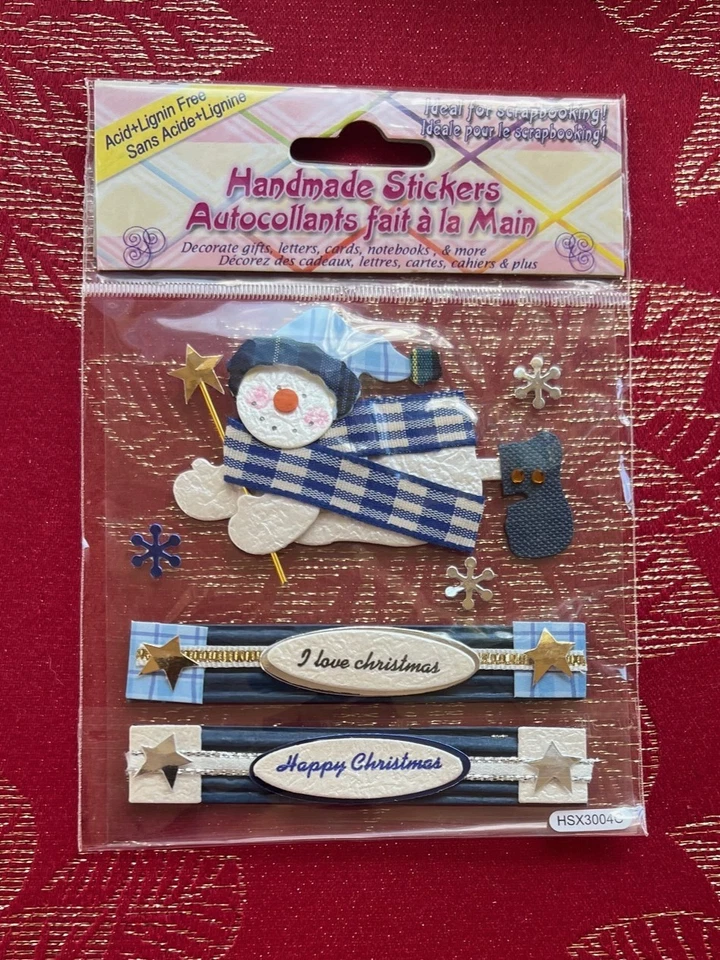 Acid+Lignin Free
Sans Acide+Lignine
Ideal for scrapbooking!
Idéale pour le scrapbooking!
Handmade Stickers
Autocollants fait à la Main
Decorate gifts, letters, cards, notebooks , & more
Décorez des cadeaux, lettres, cartes, cahiers & plus
I love christmas
Happy Christmas
HSX3004C